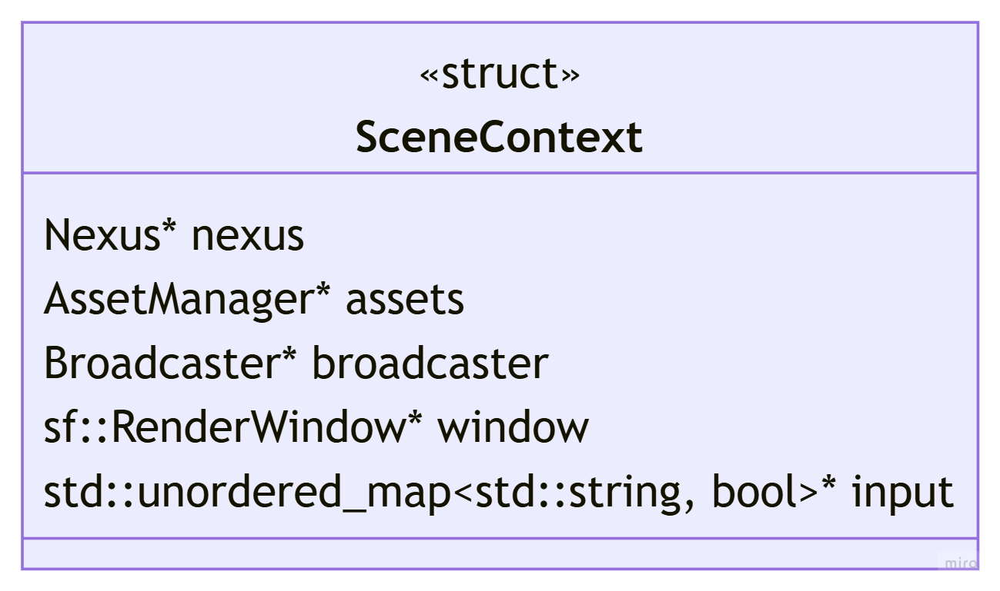 «struct»
SceneContext
Nexus* nexus
AssetManager* assets
Broadcaster* broadcaster
sf::RenderWindow* window
std::unordered_map<std::string, bool>* input
miro